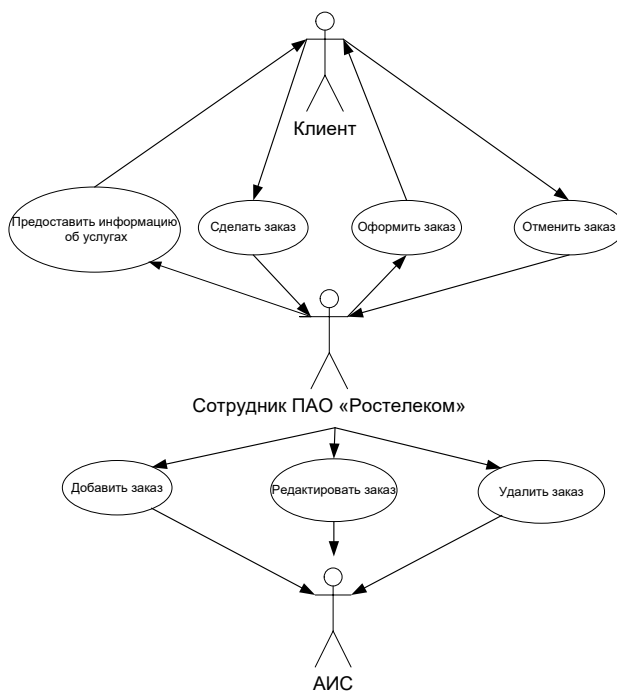 Клиент
Предоставить информацию
об услугах
Сделать заказ
Оформить заказ
Отменить заказ
Сотрудник ПАО «Ростелеком»
Добавить заказ
Редактировать заказ
Удалить заказ
АИС